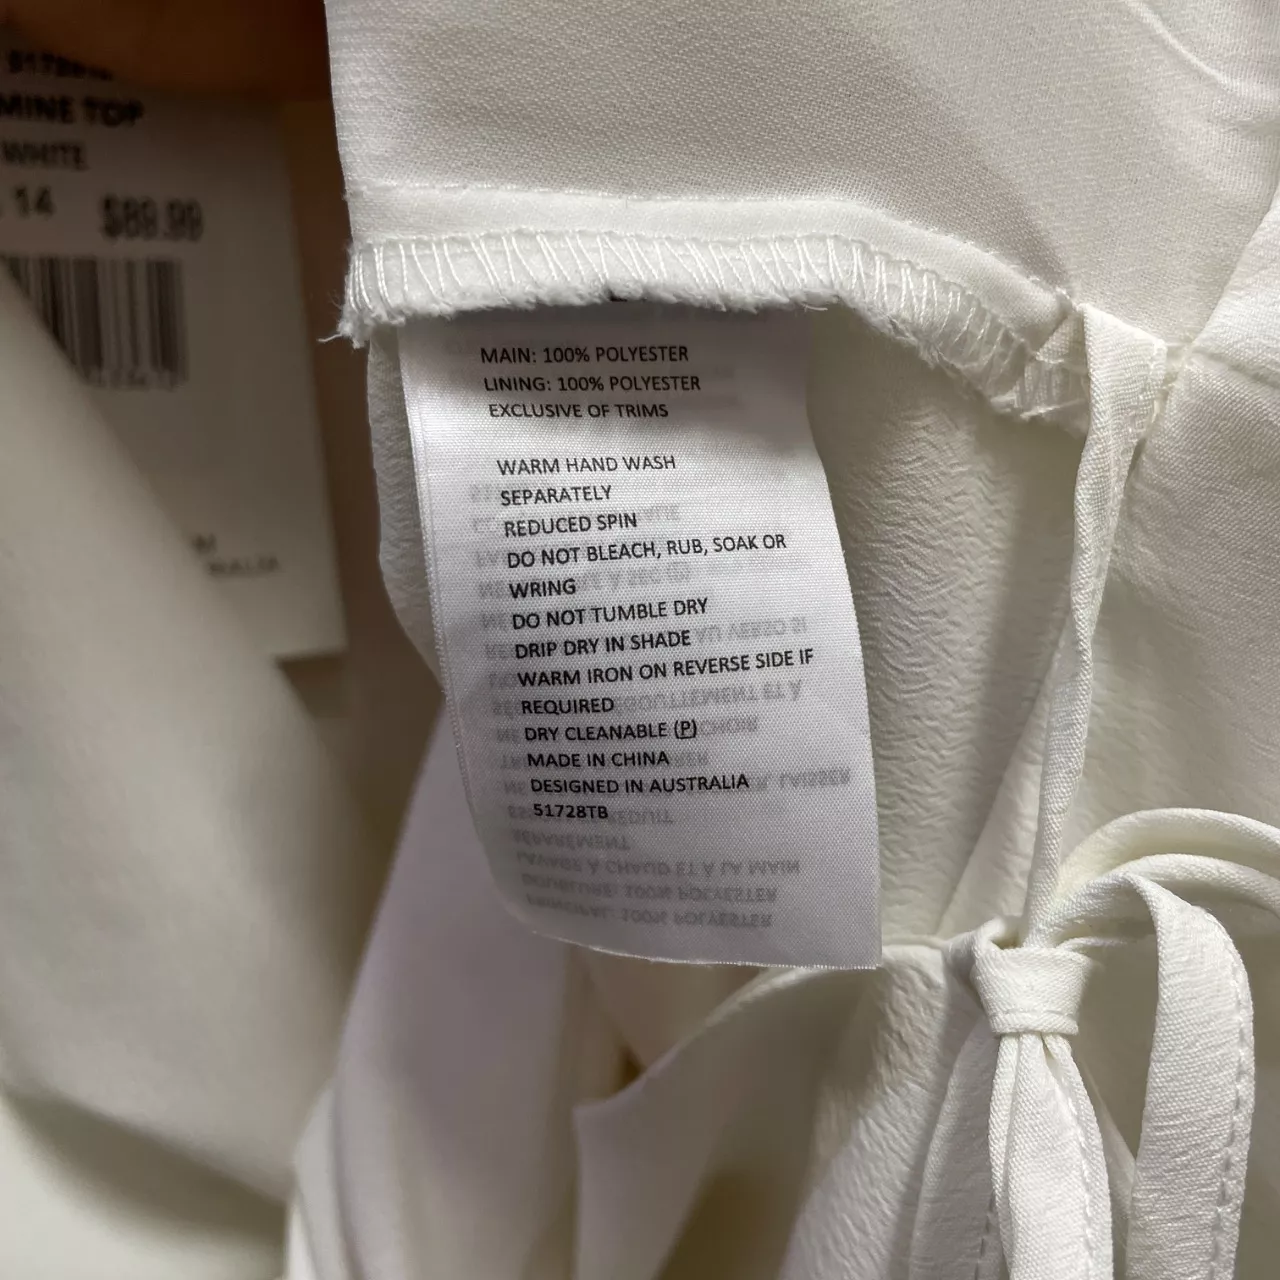 MINE TOP
WHITE
14 $89.99
MAIN: 100% POLYESTER
LINING: 100% POLYESTER
EXCLUSIVE OF TRIMS
WARM HAND WASH
SEPARATELY
REDUCED SPIN
DO NOT BLEACH, RUB, SOAK OR
WRING
DO NOT TUMBLE DRY
DRIP DRY IN SHADE
WARM IRON ON REVERSE SIDE IF
REQUIRED
DRY CLEANABLE (P)
MADE IN CHINA
DESIGNED IN AUSTRALIA
51728TB